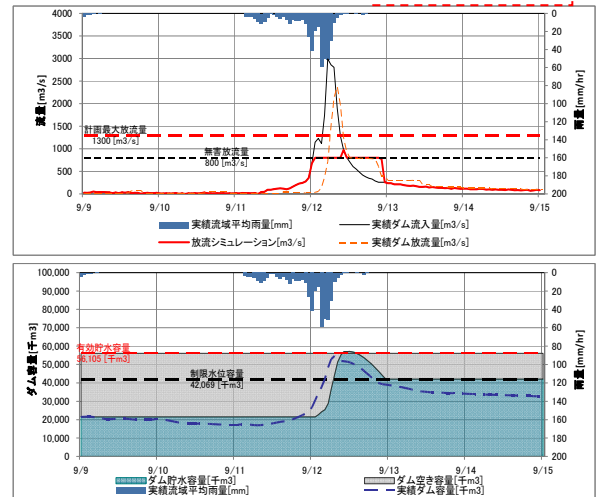 4000 0
3500 20
3000 40
2500 60
2000 80
1500 100
1000 120
500 140
0 160
180
200
流量[m3/s]
雨量[mm/hr]
計画最大放流量
1300 [m3/s]
無害放流量
800 [m3/s]
9/9 9/10 9/11 9/12 9/13 9/14 9/15
実績流域平均雨量[mm] 実績ダム流入量[m3/s]
放流シミュレーション[m3/s] 実績ダム放流量[m3/s]
100,000 0
90,000 20
80,000 40
70,000 60
60,000 80
50,000 100
40,000 120
30,000 140
20,000 160
10,000 180
0 200
ダム容量[千m3]
雨量[mm/hr]
有効貯水容量
56,105 [千m3]
制限水位容量
42,069 [千m3]
9/9 9/10 9/11 9/12 9/13 9/14 9/15
ダム貯水容量[千m3] ダム空き容量[千m3]
実績流域平均雨量[mm] 実績ダム容量[千m3]